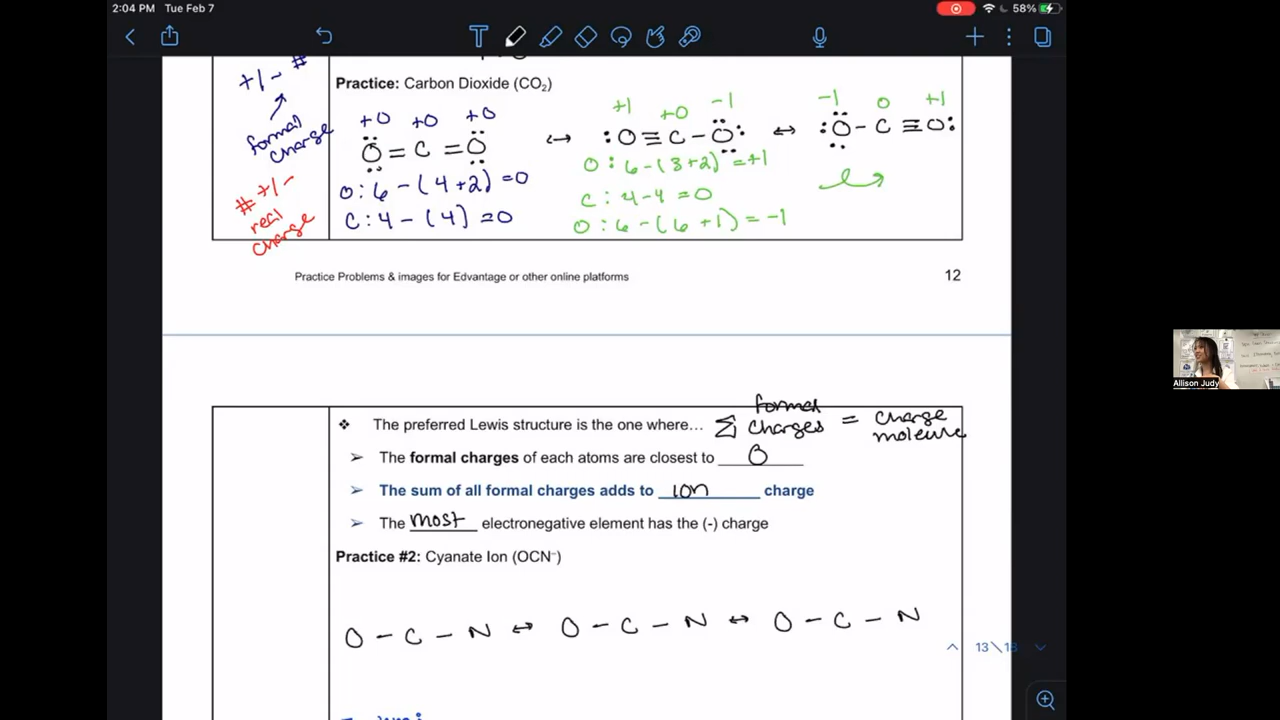 2:04 PM Tue Feb 7
58%
+1 - #
formal charge
# +1 -
real charge
Practice: Carbon Dioxide (CO₂)
+0 +0 +0
O = C = O
O: 6 - (4+2) = 0
C: 4 - (4) = 0
↔
+1 +0 -1
:O ≡ C - O:
O: 6 - (3+2) = +1
C: 4-4 = 0
O: 6 - (6+1) = -1
↔
-1 0 +1
:O - C ≡ O:
Practice Problems & images for Edvantage or other online platforms
12
❖ The preferred Lewis structure is the one where… Σ formal charges = charge molecule
➢ The formal charges of each atoms are closest to 0
➢ The sum of all formal charges adds to ion charge
➢ The most electronegative element has the (-) charge
Practice #2: Cyanate Ion (OCN⁻)
O - C - N ↔ O - C - N ↔ O - C - N
13\18
Allison Judy